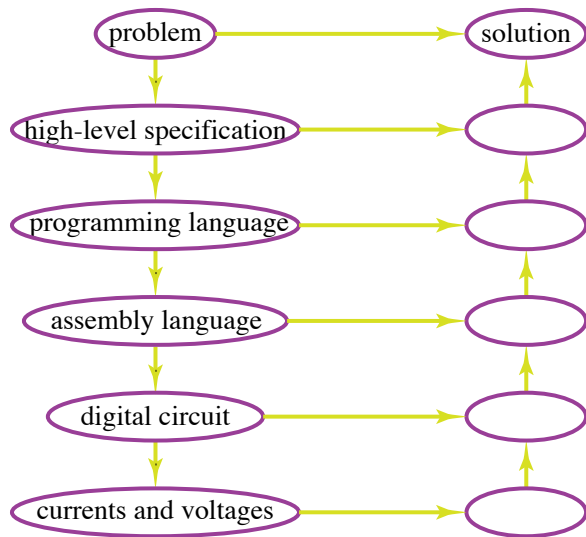 problem
solution
high-level specification
programming language
assembly language
digital circuit
currents and voltages